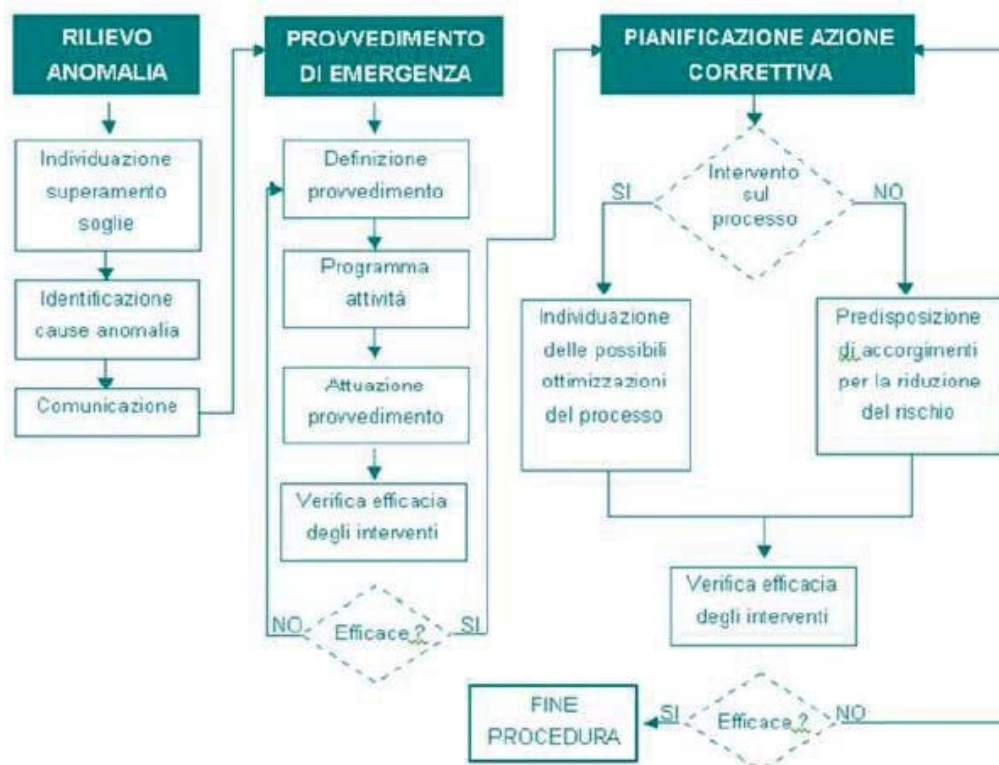 RILIEVO
ANOMALIA
Individuazione
superamento
soglie
Identificazione
cause anomalia
Comunicazione
PROVVEDIMENTO
DI EMERGENZA
Definizione
provvedimento
Programma
attività
Attuazione
provvedimento
Verifica efficacia
degli interventi
NO
Efficace ?
SI
PIANIFICAZIONE AZIONE
CORRETTIVA
Intervento
sul
processo
SI
NO
Individuazione
delle possibili
ottimizzazioni
del processo
Predisposizione
di accorgimenti
per la riduzione
del rischio
Verifica efficacia
degli interventi
Efficace ?
SI
NO
FINE
PROCEDURA